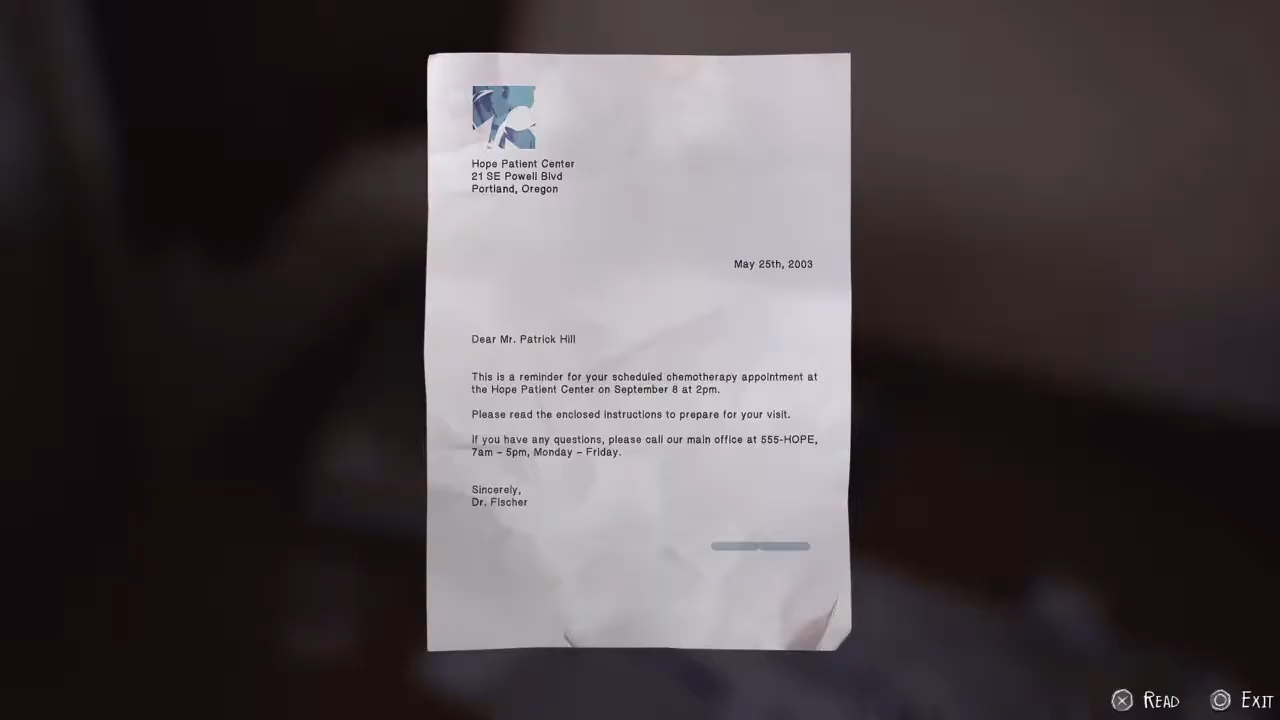 Hope Patient Center
21 SE Powell Blvd
Portland, Oregon
May 25th, 2003
Dear Mr. Patrick Hill
This is a reminder for your scheduled chemotherapy appointment at
the Hope Patient Center on September 8 at 2pm.
Please read the enclosed instructions to prepare for your visit.
If you have any questions, please call our main office at 555-HOPE,
7am – 5pm, Monday – Friday.
Sincerely,
Dr. Fischer
READ EXIT